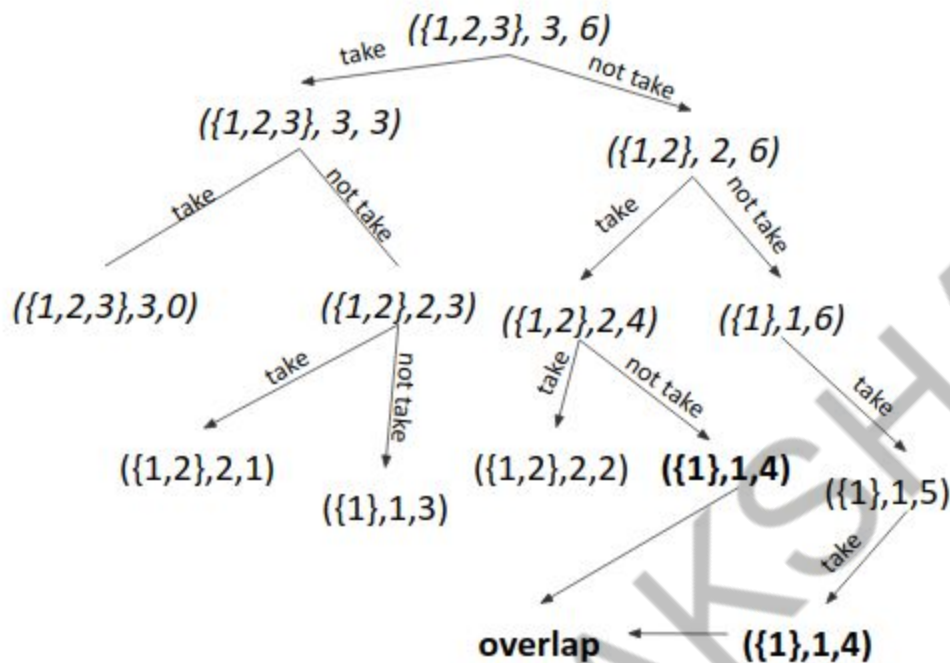 ({1,2,3}, 3, 6)
take
not take
({1,2,3}, 3, 3)
({1,2}, 2, 6)
take
not take
take
not take
({1,2,3},3,0)
({1,2},2,3)
({1,2},2,4)
({1},1,6)
take
not take
take
not take
take
({1,2},2,1)
({1},1,3)
({1,2},2,2)
({1},1,4)
({1},1,5)
take
overlap
({1},1,4)
AKSHA